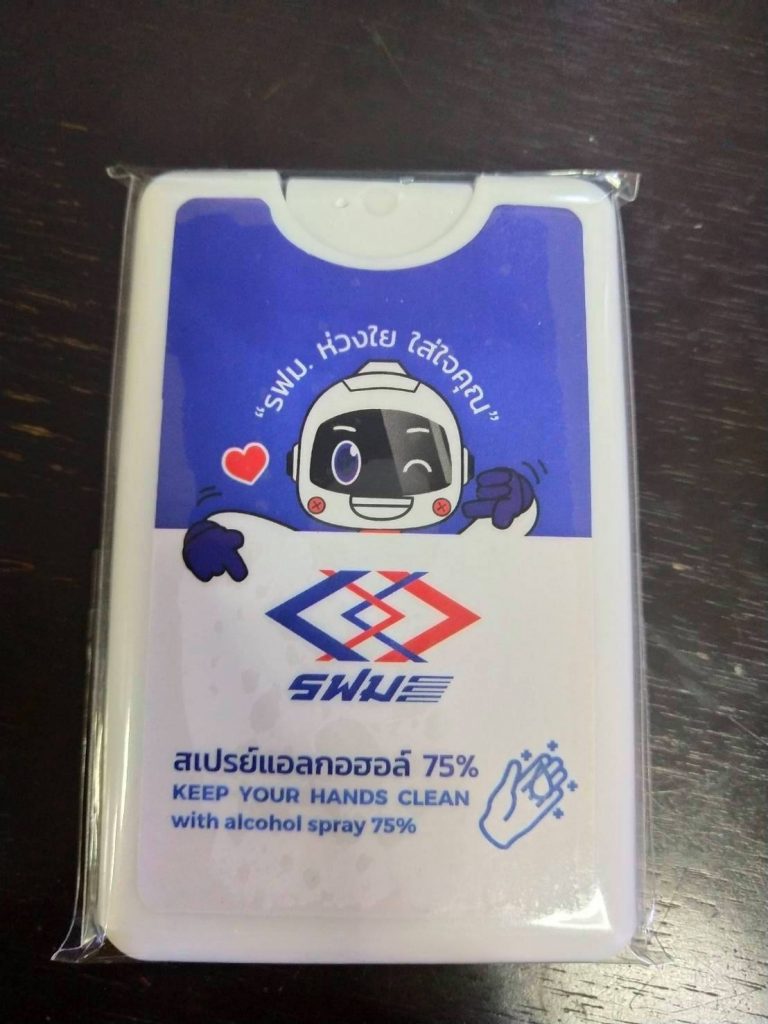 “รฟม. ห่วงใย ใส่ใจคุณ”
รฟม
สเปรย์แอลกอฮอล์ 75%
KEEP YOUR HANDS CLEAN
with alcohol spray 75%